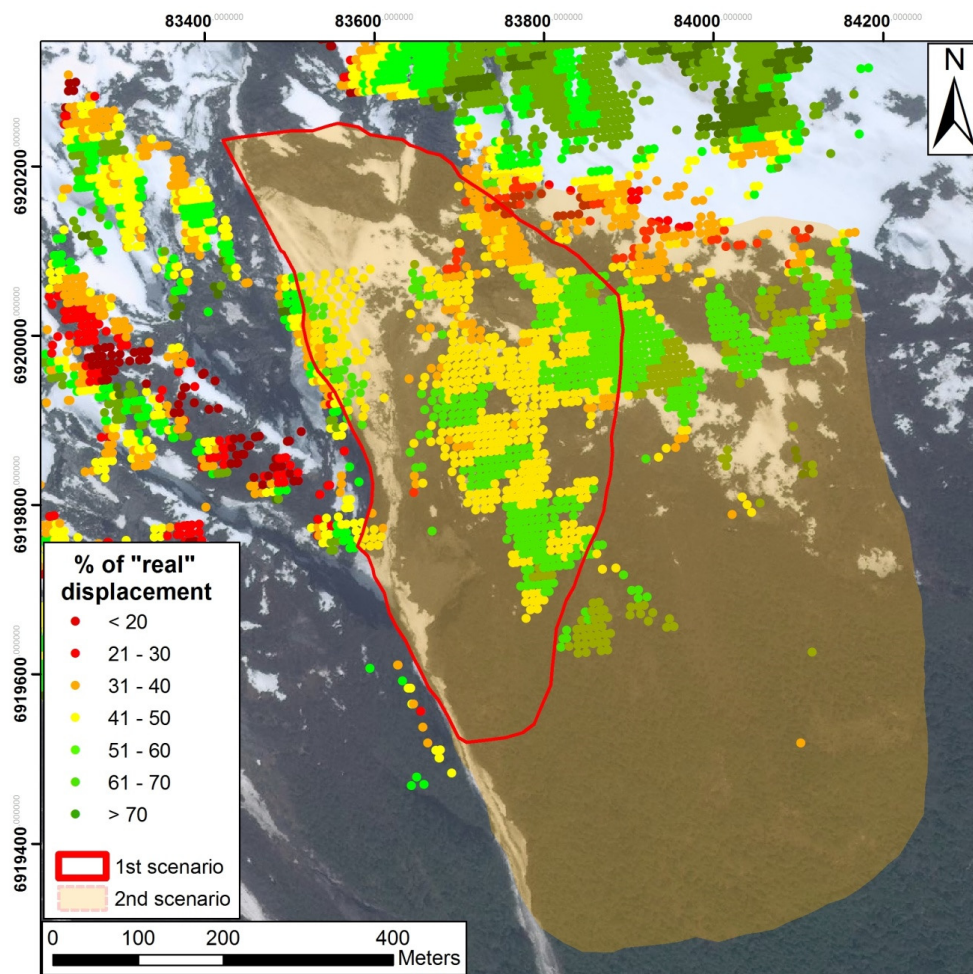 83400,000000 83600,000000 83800,000000 84000,000000 84200,000000
N
6920200,000000
6920000,000000
6919800,000000
6919600,000000
6919400,000000
% of "real"
displacement
< 20
21 - 30
31 - 40
41 - 50
51 - 60
61 - 70
> 70
1st scenario
2nd scenario
0 100 200 400
Meters